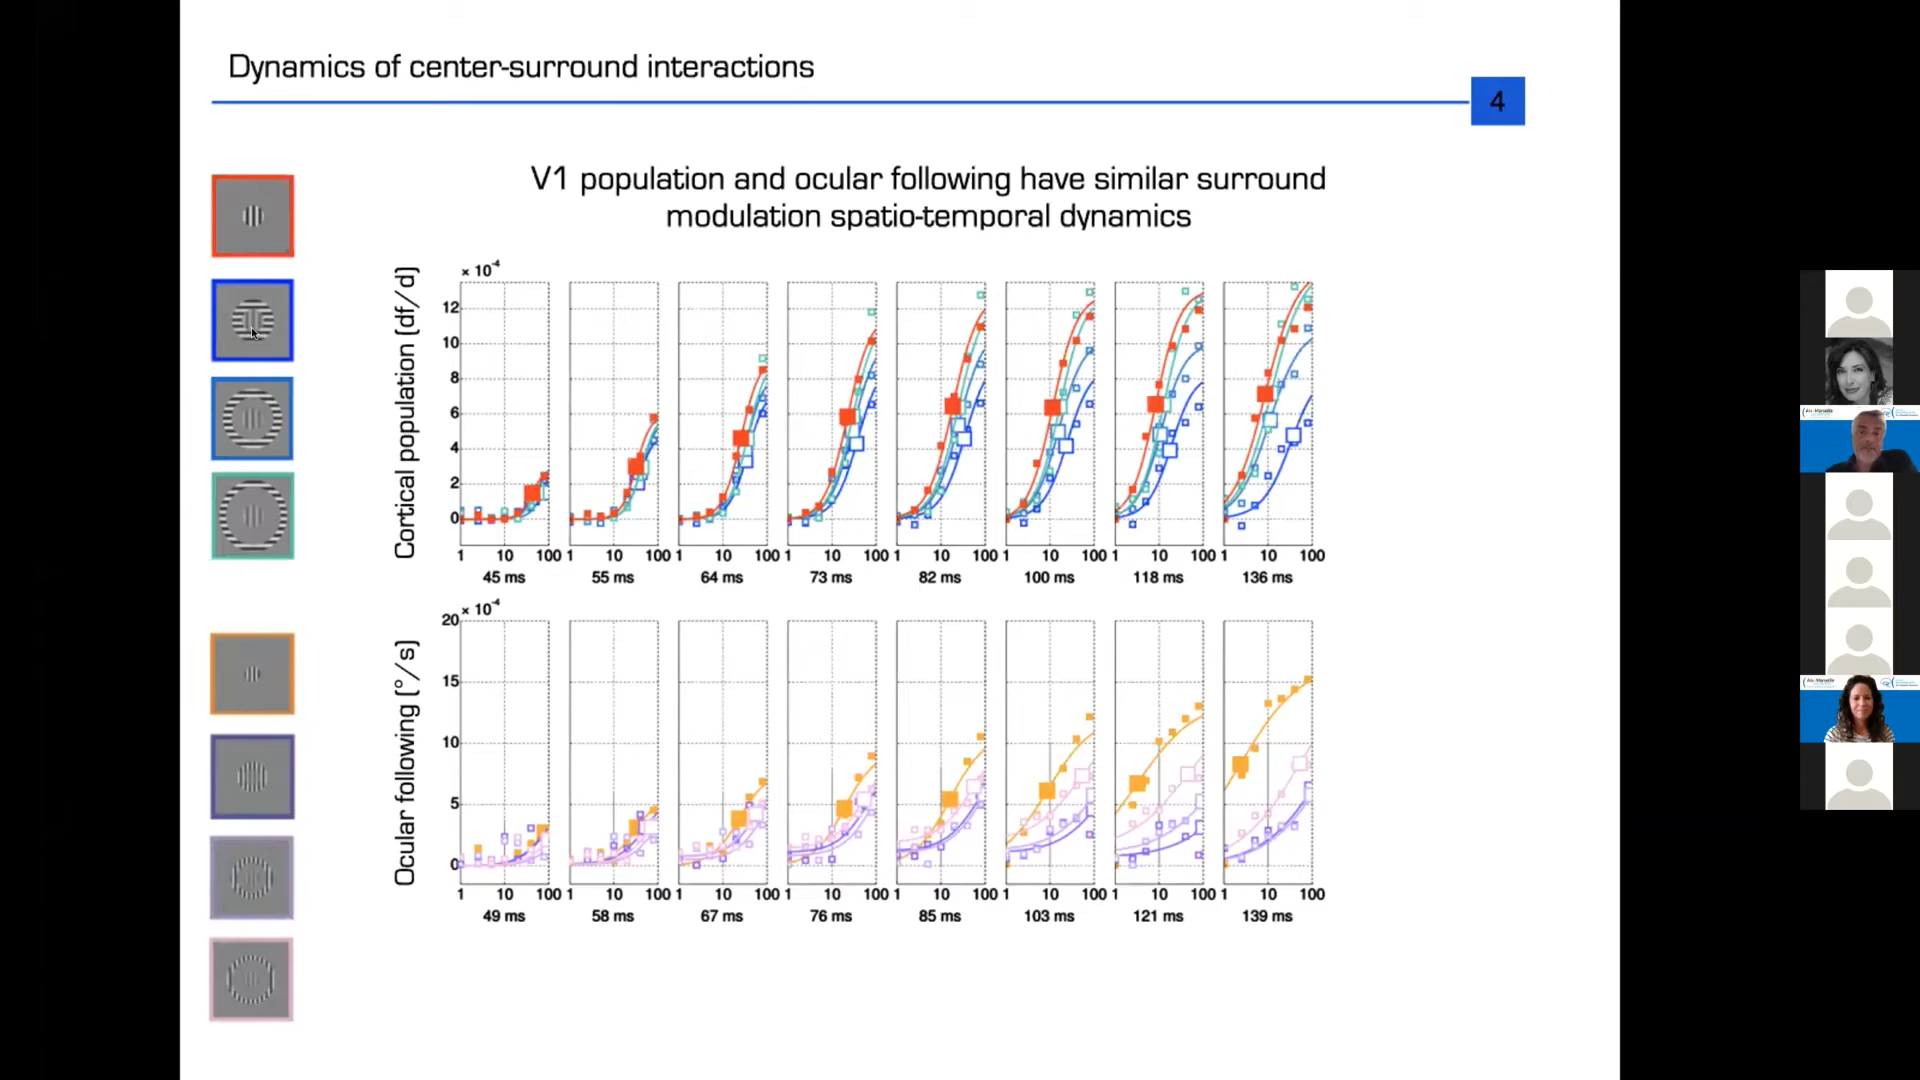 Dynamics of center-surround interactions
4
V1 population and ocular following have similar surround
modulation spatio-temporal dynamics
Cortical population (df/d)
× 10⁻⁴
12
10
8
6
4
2
0
1 10 100 1 10 100 1 10 100 1 10 100 1 10 100 1 10 100 1 10 100 1 10 100
45 ms 55 ms 64 ms 73 ms 82 ms 100 ms 118 ms 136 ms
Ocular following (°/s)
× 10⁻⁴
20
15
10
5
0
1 10 100 1 10 100 1 10 100 1 10 100 1 10 100 1 10 100 1 10 100 1 10 100
49 ms 58 ms 67 ms 76 ms 85 ms 103 ms 121 ms 139 ms